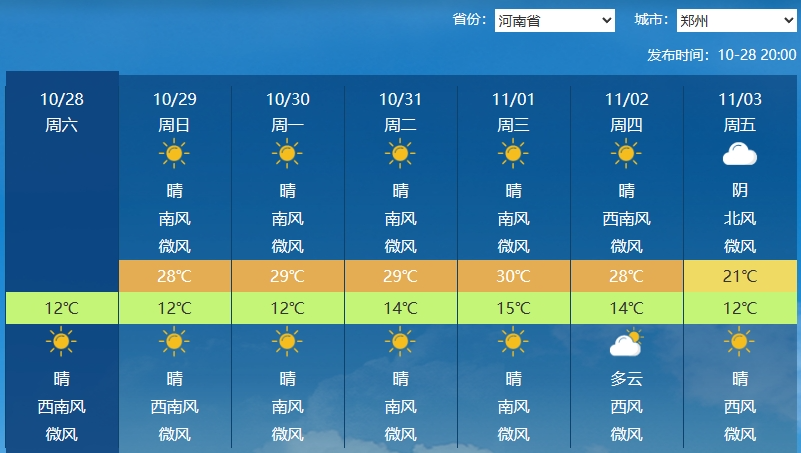 省份： 河南省 城市： 郑州
发布时间：10-28 20:00
10/28 10/29 10/30 10/31 11/01 11/02 11/03
周六 周日 周一 周二 周三 周四 周五
晴 晴 晴 晴 晴 阴
南风 南风 南风 南风 西南风 北风
微风 微风 微风 微风 微风 微风
28℃ 29℃ 29℃ 30℃ 28℃ 21℃
12℃ 12℃ 12℃ 14℃ 15℃ 14℃ 12℃
晴 晴 晴 晴 晴 多云 晴
西南风 西南风 南风 南风 南风 西风 西风
微风 微风 微风 微风 微风 微风 微风